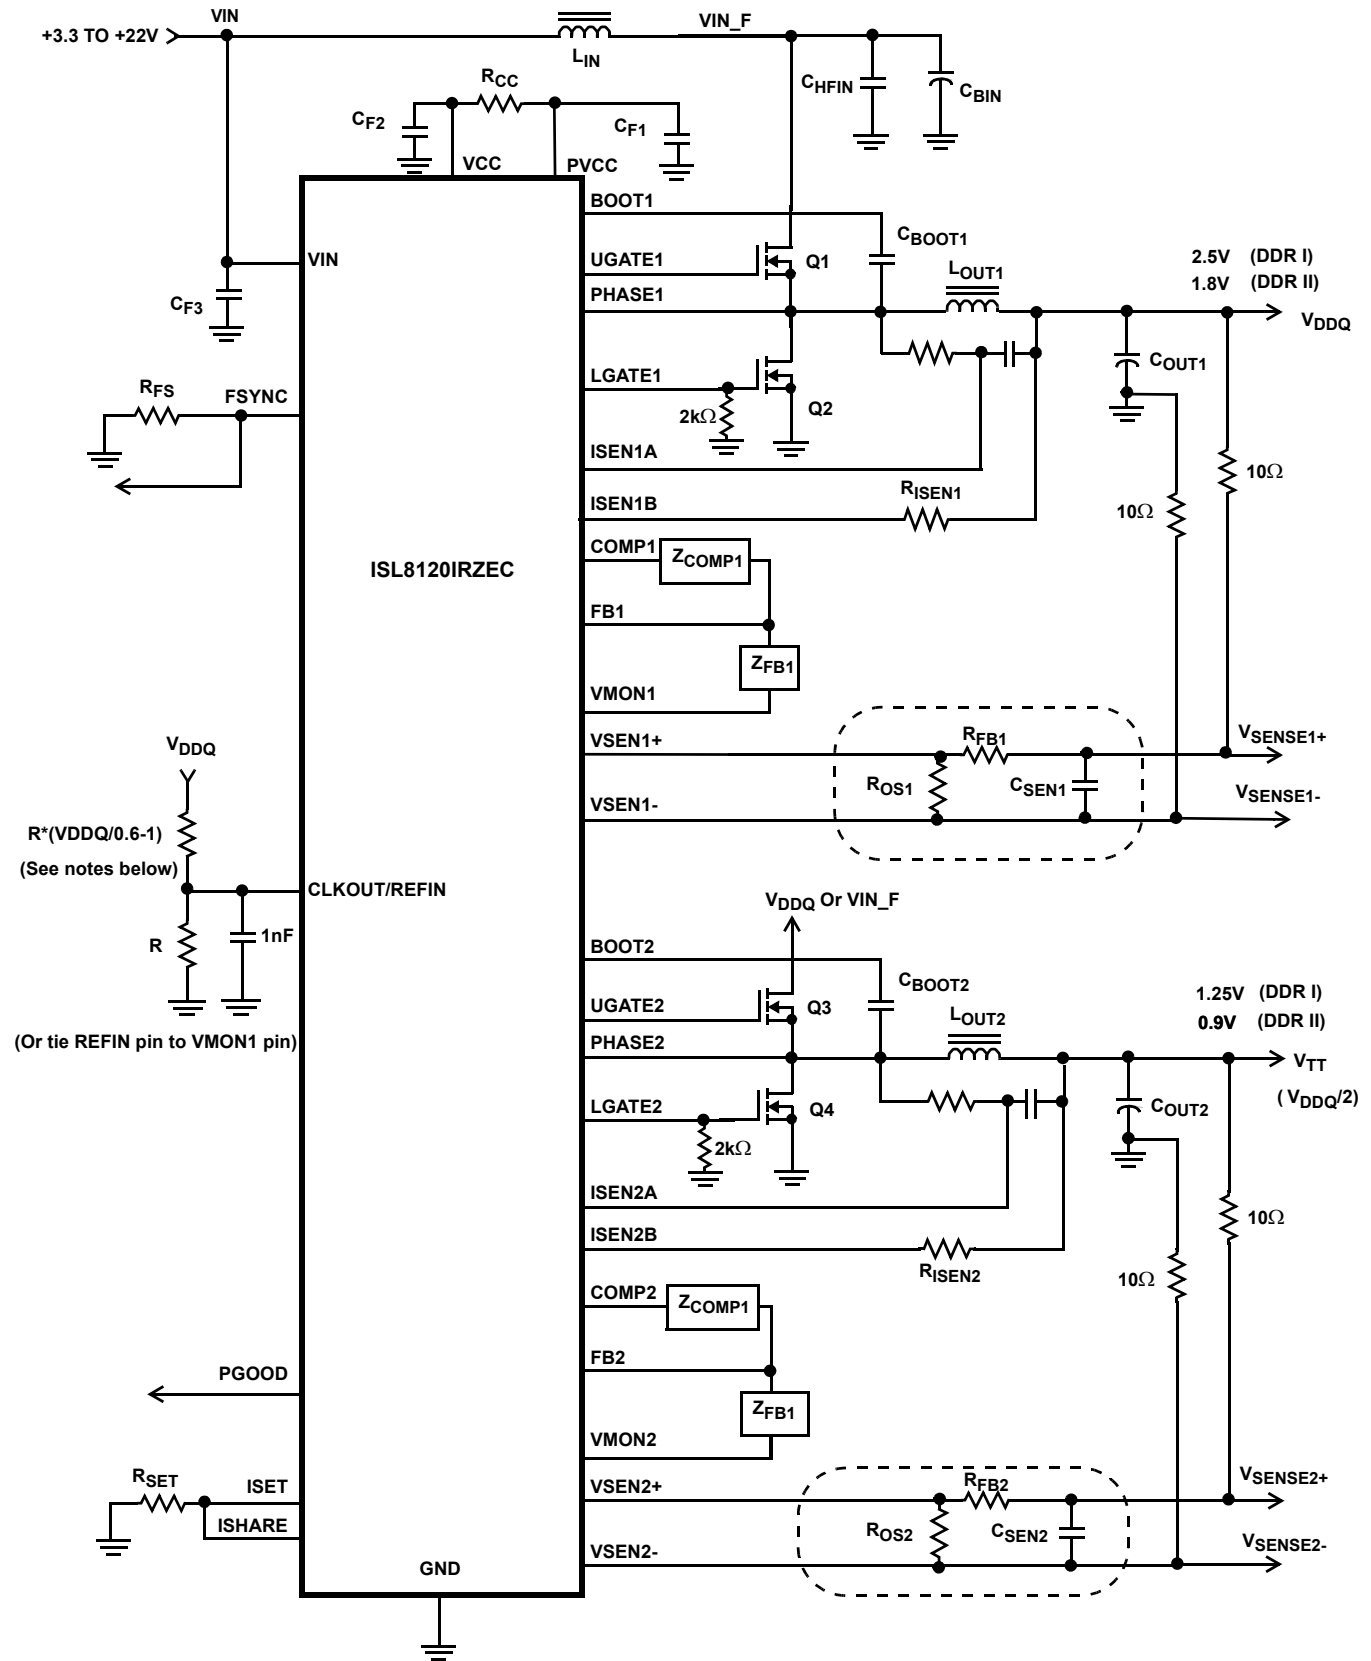 VIN
+3.3 TO +22V
VIN_F
LIN
RCC
CHFIN
CBIN
CF2
CF1
VCC
PVCC
BOOT1
CBOOT1
VIN
UGATE1
Q1
LOUT1
2.5V (DDR I)
1.8V (DDR II)
CF3
PHASE1
VDDQ
COUT1
RFS
FSYNC
LGATE1
2kΩ
Q2
ISEN1A
10Ω
ISEN1B
RISEN1
10Ω
COMP1
ZCOMP1
ISL8120IRZEC
FB1
ZFB1
VMON1
VDDQ
VSEN1+
RFB1
VSENSE1+
ROS1
CSEN1
VSEN1-
VSENSE1-
R*(VDDQ/0.6-1)
(See notes below)
CLKOUT/REFIN
R
1nF
(Or tie REFIN pin to VMON1 pin)
VDDQ Or VIN_F
BOOT2
CBOOT2
UGATE2
Q3
LOUT2
1.25V (DDR I)
0.9V (DDR II)
PHASE2
VTT
(VDDQ/2)
LGATE2
Q4
COUT2
2kΩ
ISEN2A
10Ω
ISEN2B
RISEN2
10Ω
COMP2
ZCOMP1
FB2
PGOOD
ZFB1
VMON2
RSET
ISET
VSEN2+
RFB2
VSENSE2+
ISHARE
ROS2
CSEN2
VSEN2-
VSENSE2-
GND